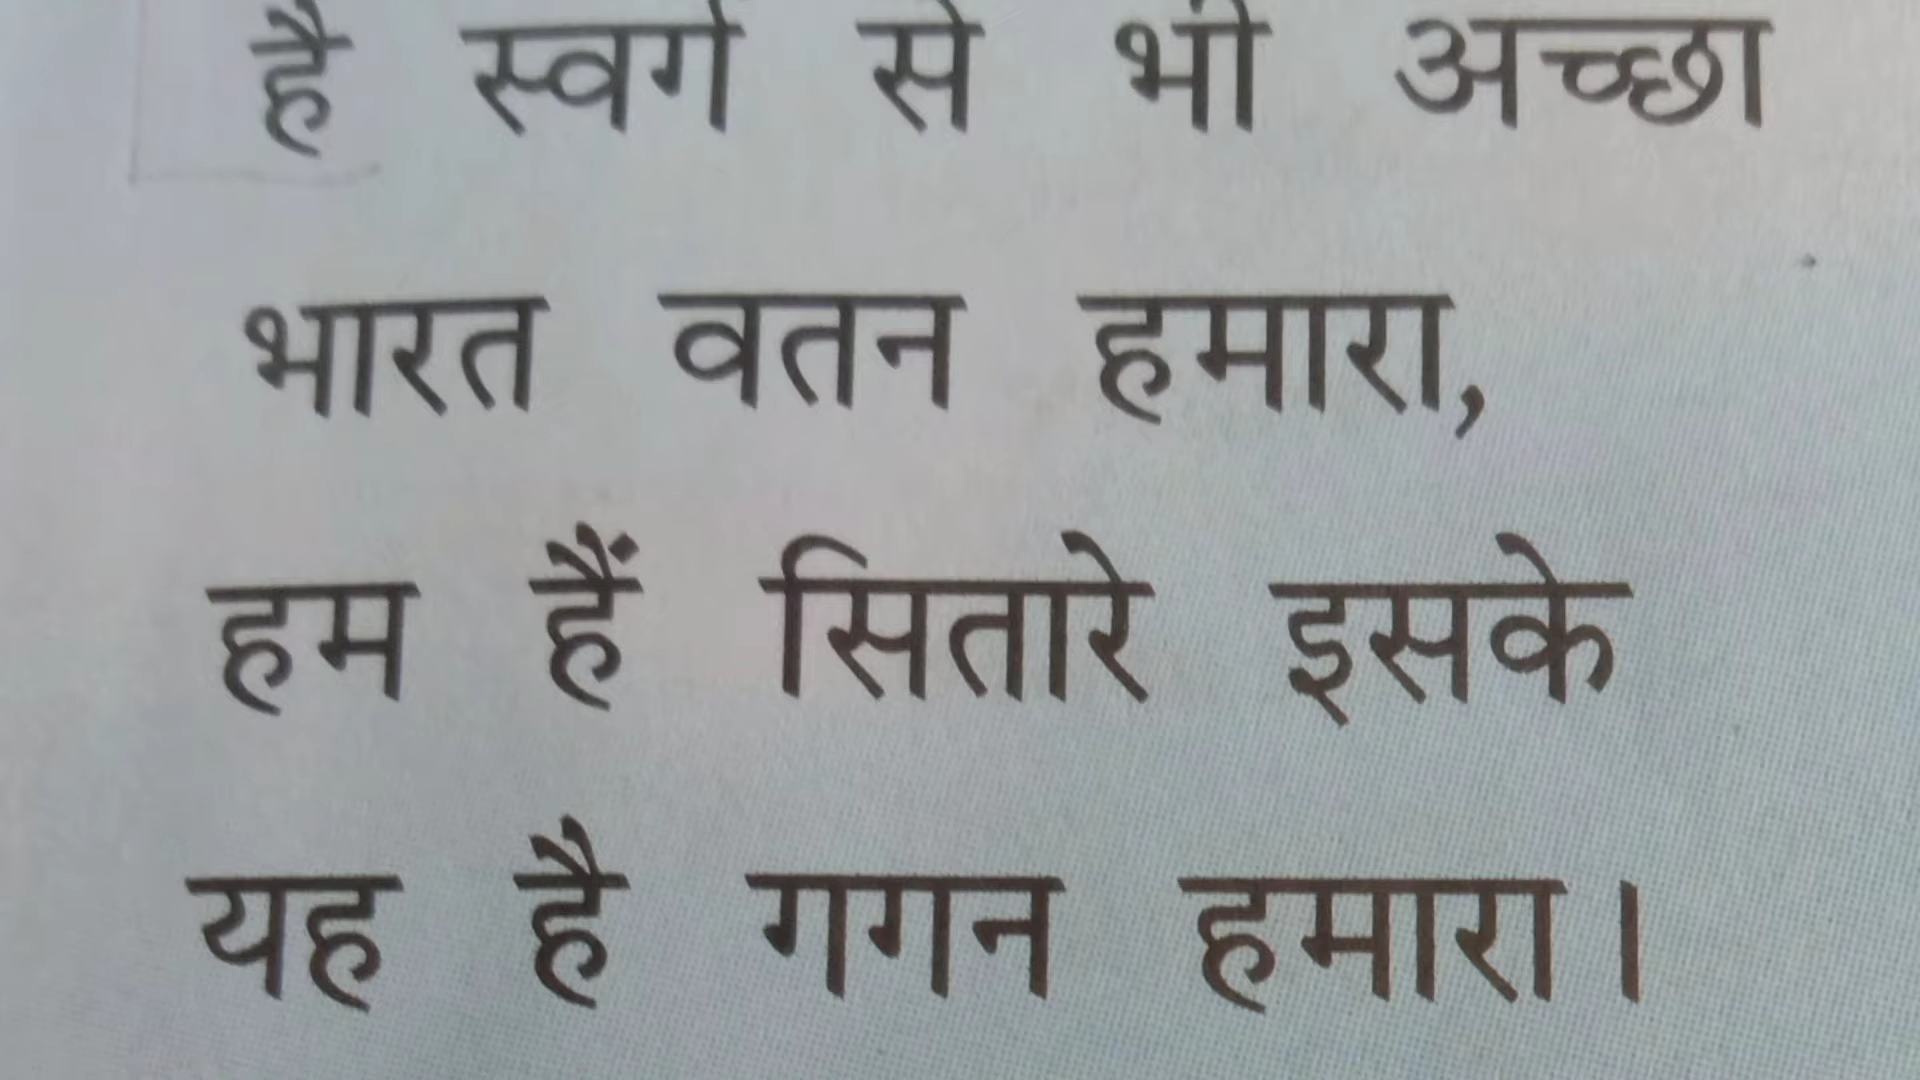 है स्वर्ग से भी अच्छा
भारत वतन हमारा,
हम हैं सितारे इसके
यह है गगन हमारा।